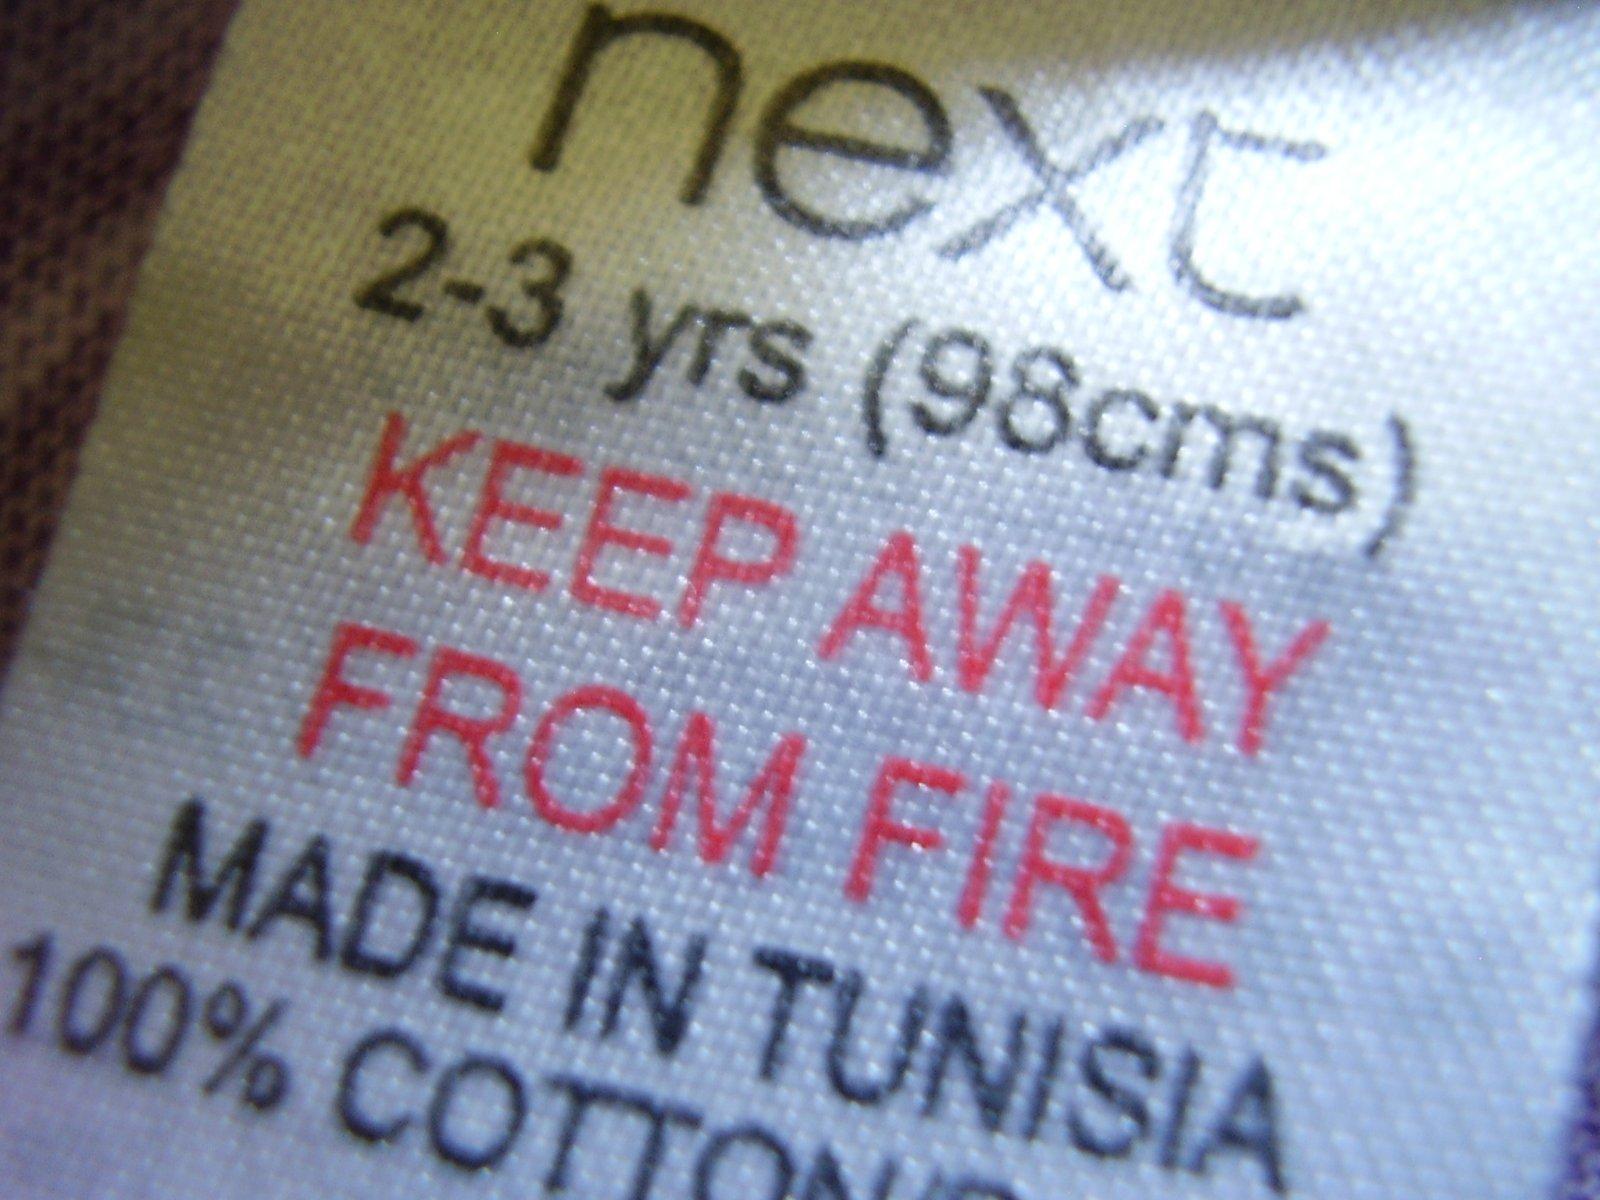 next
2-3 yrs (98cms)
KEEP AWAY
FROM FIRE
MADE IN TUNISIA
100% COTTON